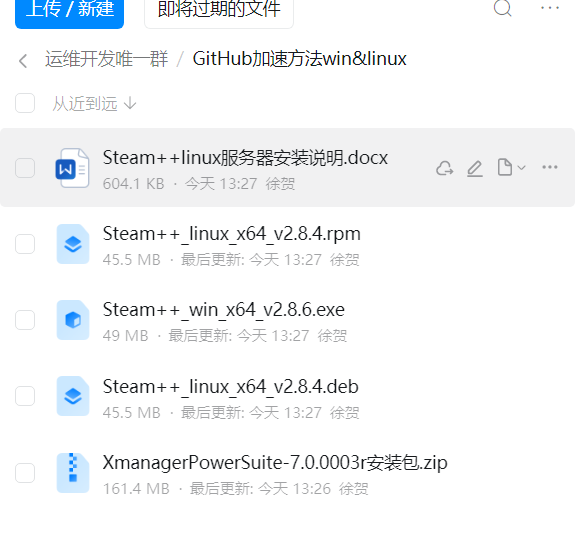 上传 / 新建
即将过期的文件
运维开发唯一群 / GitHub加速方法win&linux
从近到远
Steam++linux服务器安装说明.docx
604.1 KB · 今天 13:27 徐贺
Steam++_linux_x64_v2.8.4.rpm
45.5 MB · 最后更新: 今天 13:27 徐贺
Steam++_win_x64_v2.8.6.exe
49 MB · 最后更新: 今天 13:27 徐贺
Steam++_linux_x64_v2.8.4.deb
45.5 MB · 最后更新: 今天 13:27 徐贺
XmanagerPowerSuite-7.0.0003r安装包.zip
161.4 MB · 最后更新: 今天 13:26 徐贺